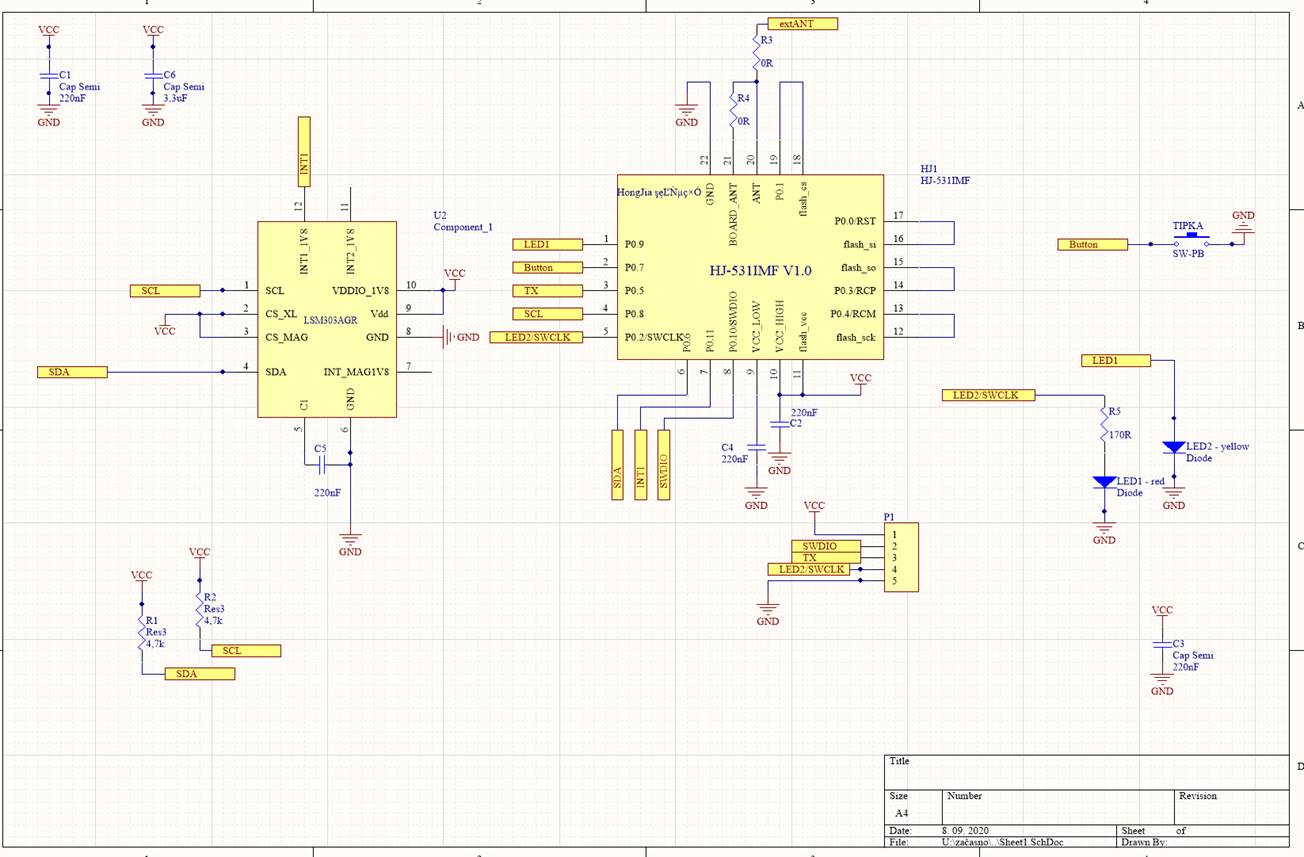 1
2
3
4
A
B
C
D
VCC
C1
Cap Semi
220nF
GND
VCC
C6
Cap Semi
3,3uF
GND
INT1
12
11
INT1_1V8
INT2_1V8
U2
Component_1
SCL
1
SCL
VDDIO_1V8
10
VCC
VCC
2
CS_XL
LSM303AGR
Vdd
9
3
CS_MAG
GND
8
GND
SDA
4
SDA
INT_MAG1V8
7
C1
GND
5
6
C5
220nF
GND
VCC
R1
Res3
4,7k
SDA
VCC
R2
Res3
4,7k
SCL
extANT
R3
0R
R4
0R
GND
22
21
20
19
18
GND
BOARD_ANT
ANT
P0.1
flash_cs
HJ1
HJ-531IMF
HJ-531IMF V1.0
LED1
1
P0.9
Button
2
P0.7
TX
3
P0.5
SCL
4
P0.8
LED2/SWCLK
5
P0.2/SWCLK
P0.0/RST
17
flash_si
16
flash_so
15
P0.3/RCP
14
P0.4/RCM
13
flash_sck
12
P0.6
P0.11
P0.10/SWDIO
VCC_LOW
VCC_HIGH
flash_vcc
6
7
8
9
10
11
SDA
INT1
SWDIO
C4
220nF
GND
220nF
C2
GND
VCC
VCC
P1
1
SWDIO
2
TX
3
LED2/SWCLK
4
5
GND
Button
TIPKA
SW-PB
GND
LED1
LED2/SWCLK
R5
170R
LED2 - yellow
Diode
GND
LED1 - red
Diode
GND
VCC
C3
Cap Semi
220nF
GND
Title
Size
Number
Revision
A4
Date:
8. 09. 2020
Sheet of
File:
U:\začasno\..\Sheet1.SchDoc
Drawn By: